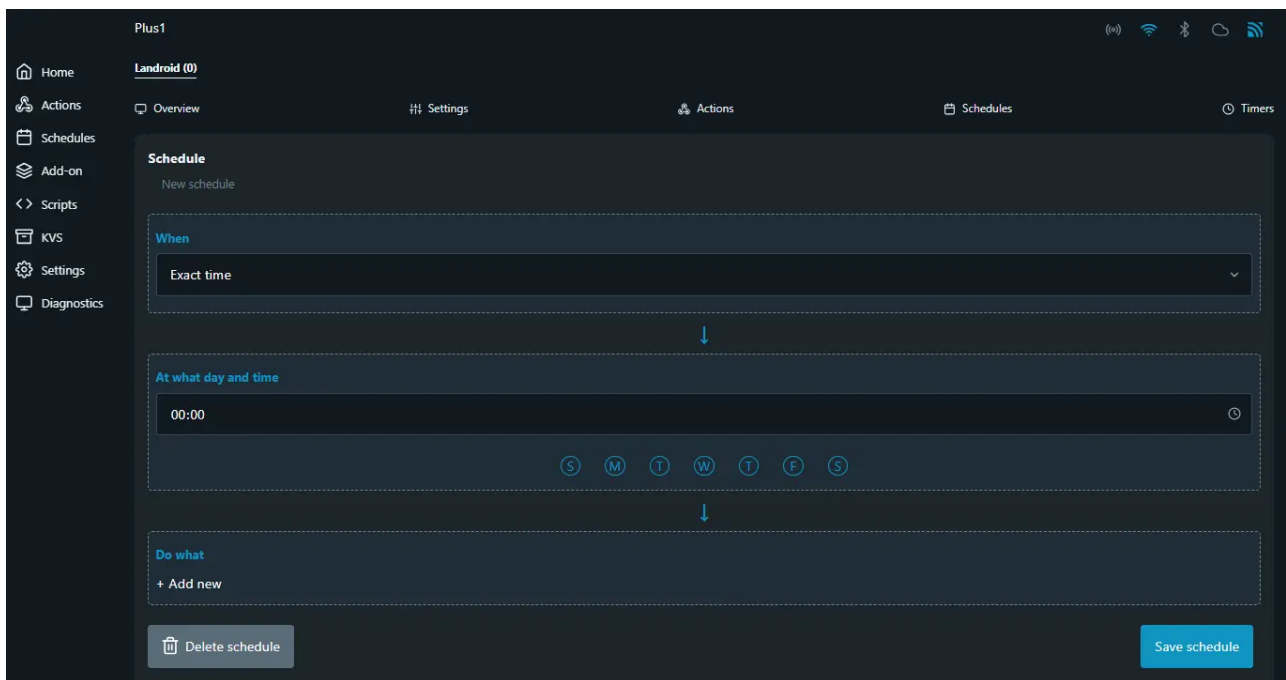 Plus1
Home
Actions
Schedules
Add-on
Scripts
KVS
Settings
Diagnostics
Landroid (0)
Overview Settings Actions Schedules Timers
Schedule
New schedule
When
Exact time
At what day and time
00:00
S M T W T F S
Do what
+ Add new
Delete schedule Save schedule